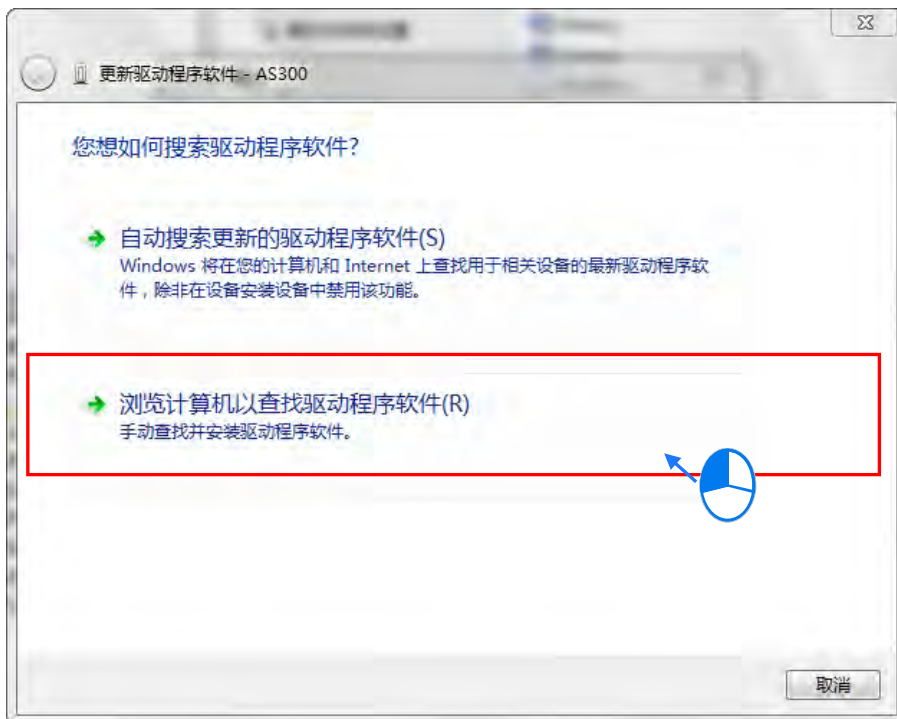 更新驱动程序软件 - AS300
您想如何搜索驱动程序软件?
自动搜索更新的驱动程序软件(S)
Windows 将在您的计算机和 Internet 上查找用于相关设备的最新驱动程序软
件，除非在设备安装设备中禁用该功能。
浏览计算机以查找驱动程序软件(R)
手动查找并安装驱动程序软件。
取消